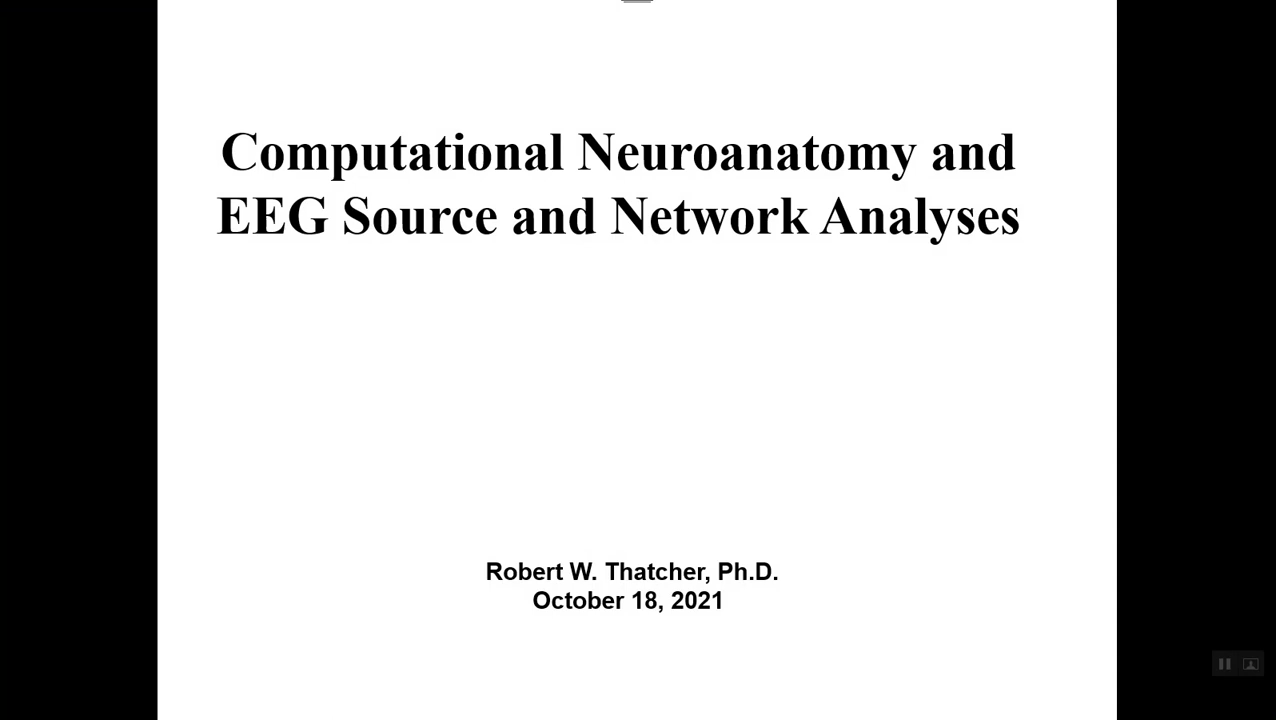 Computational Neuroanatomy and
EEG Source and Network Analyses
Robert W. Thatcher, Ph.D.
October 18, 2021